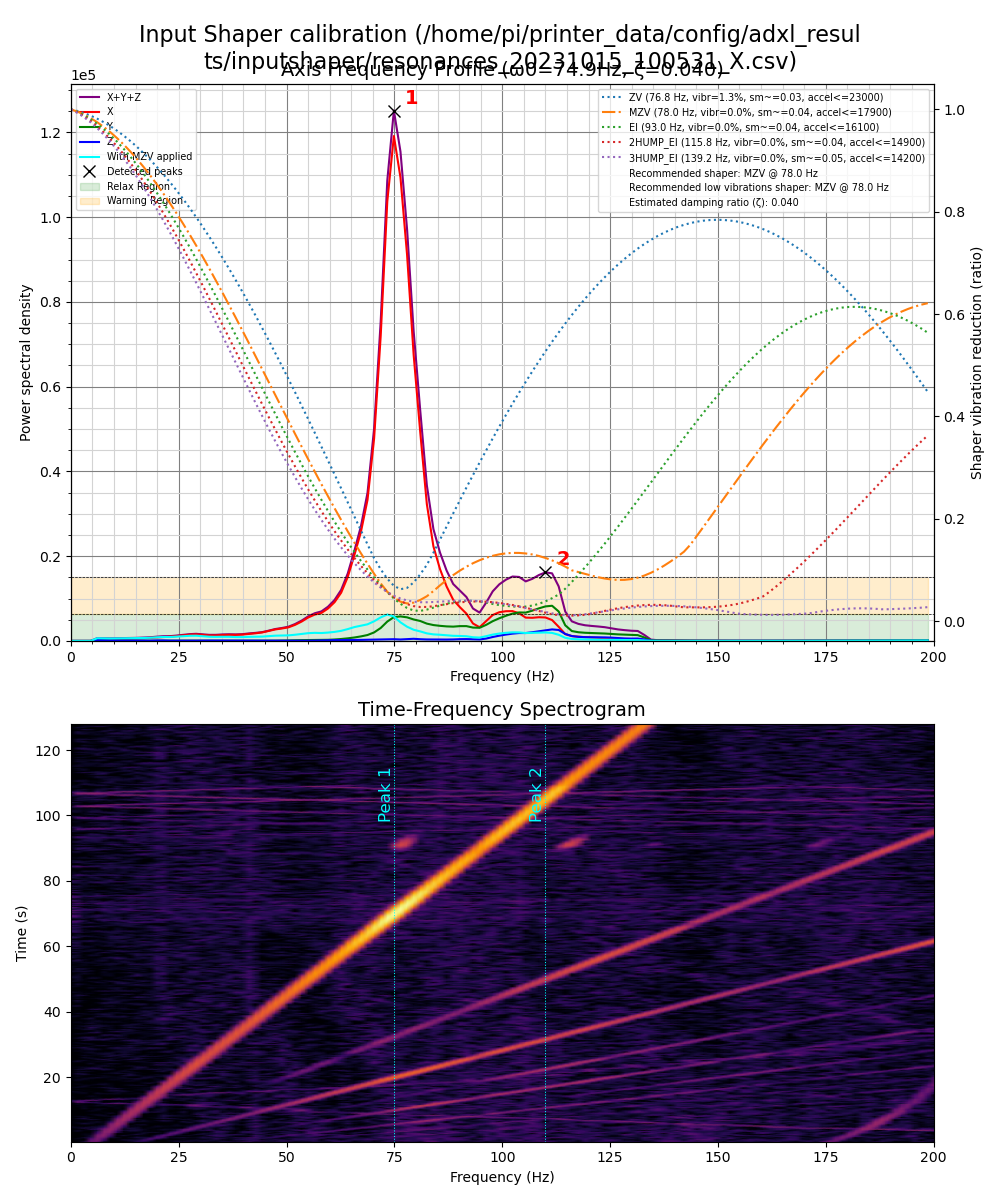 Input Shaper calibration (/home/pi/printer_data/config/adxl_resul
ts/inputshaper/resonances_20231015_100531_X.csv)
Axis Frequency Profile (ω0=74.9Hz, ζ=0.040)
1e5
X+Y+Z
X
Y
Z
With MZV applied
Detected peaks
Relax Region
Warning Region
ZV (76.8 Hz, vibr=1.3%, sm~=0.03, accel<=23000)
MZV (78.0 Hz, vibr=0.0%, sm~=0.04, accel<=17900)
EI (93.0 Hz, vibr=0.0%, sm~=0.04, accel<=16100)
2HUMP_EI (115.8 Hz, vibr=0.0%, sm~=0.04, accel<=14900)
3HUMP_EI (139.2 Hz, vibr=0.0%, sm~=0.05, accel<=14200)
Recommended shaper: MZV @ 78.0 Hz
Recommended low vibrations shaper: MZV @ 78.0 Hz
Estimated damping ratio (ζ): 0.040
1
2
Power spectral density
1.2
1.0
0.8
0.6
0.4
0.2
0.0
Shaper vibration reduction (ratio)
1.0
0.8
0.6
0.4
0.2
0.0
0 25 50 75 100 125 150 175 200
Frequency (Hz)
Time-Frequency Spectrogram
Peak 1
Peak 2
Time (s)
120
100
80
60
40
20
0 25 50 75 100 125 150 175 200
Frequency (Hz)